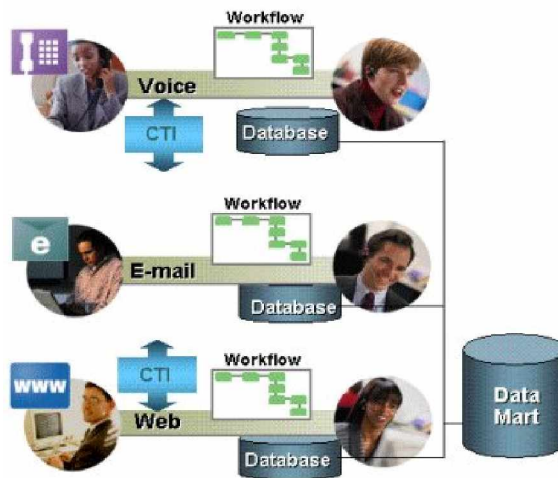 Workflow
Voice
CTI
Database
Workflow
e
E-mail
Database
www
CTI
Workflow
Web
Database
Data
Mart